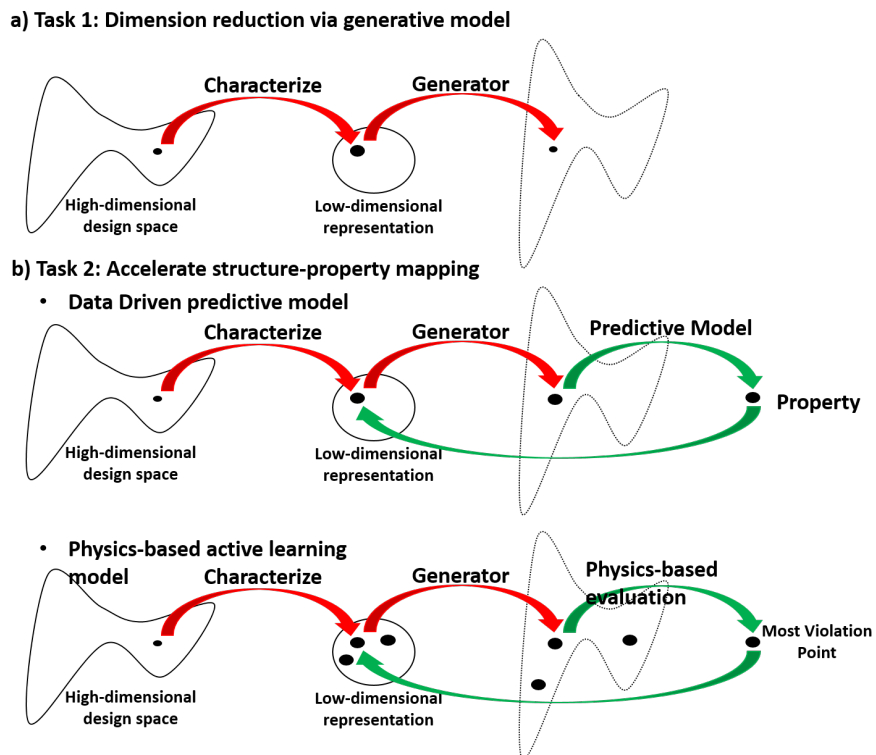 a) Task 1: Dimension reduction via generative model
Characterize
Generator
High-dimensional
design space
Low-dimensional
representation
b) Task 2: Accelerate structure-property mapping
• Data Driven predictive model
Characterize
Generator
Predictive Model
Property
High-dimensional
design space
Low-dimensional
representation
• Physics-based active learning
model
Characterize
Generator
Physics-based
evaluation
Most Violation
Point
High-dimensional
design space
Low-dimensional
representation